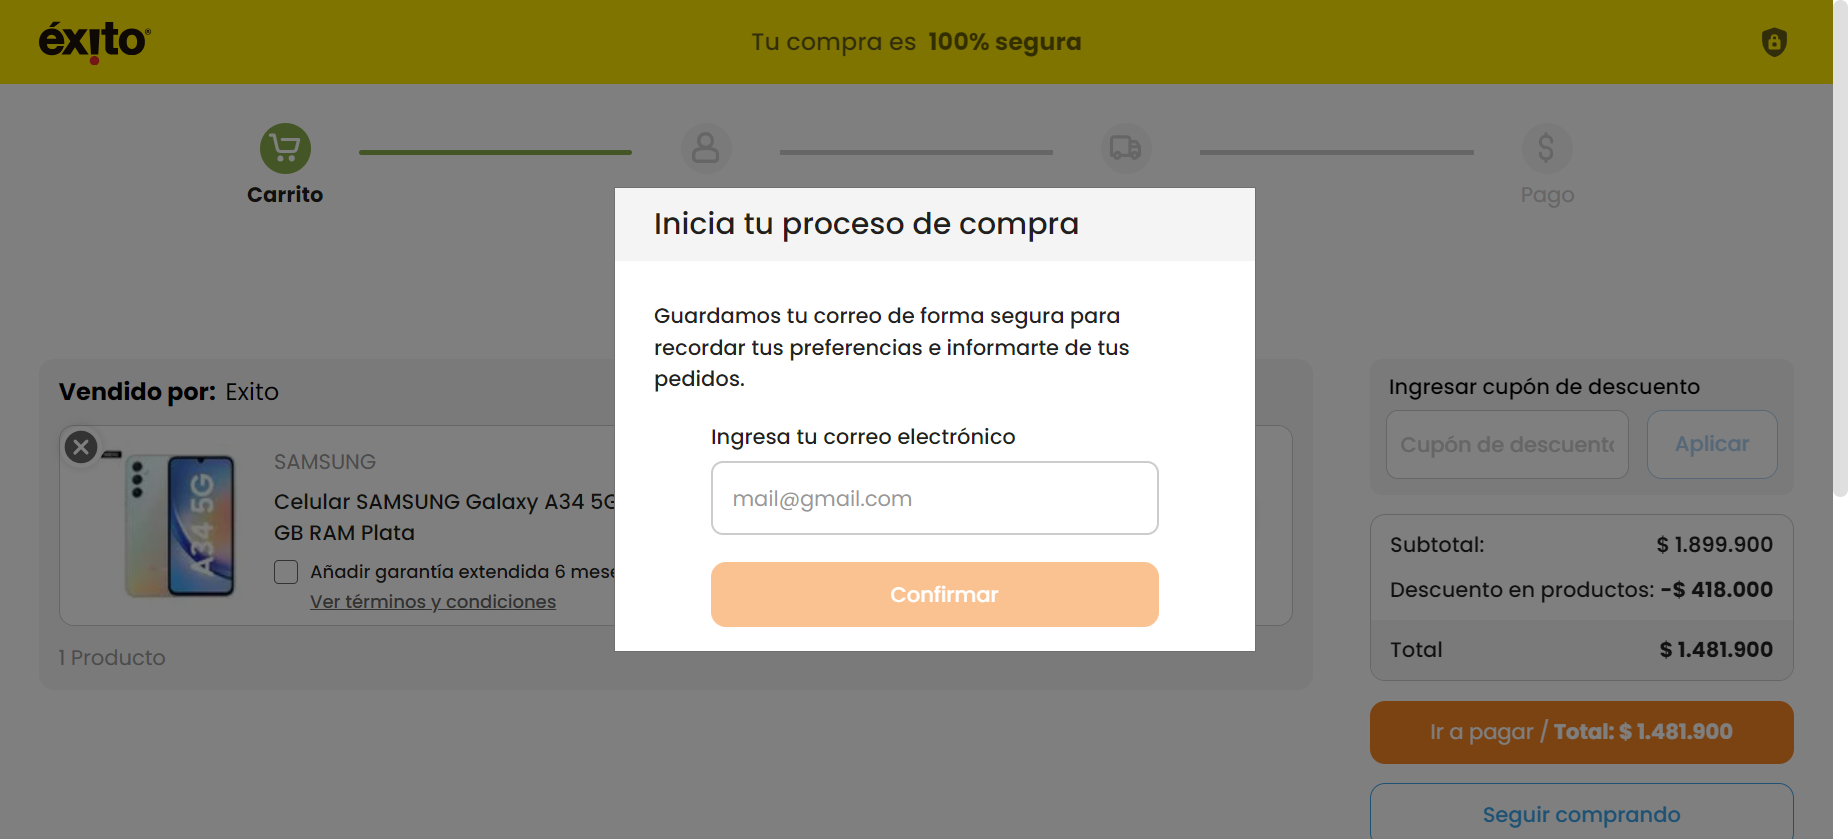 éxito
Tu compra es 100% segura
Carrito
Pago
Inicia tu proceso de compra
Guardamos tu correo de forma segura para
recordar tus preferencias e informarte de tus
pedidos.
Ingresa tu correo electrónico
mail@gmail.com
Confirmar
Vendido por: Exito
SAMSUNG
Celular SAMSUNG Galaxy A34 5G
GB RAM Plata
Añadir garantía extendida 6 mese
Ver términos y condiciones
A34 5G
1 Producto
Ingresar cupón de descuento
Cupón de descuento
Aplicar
Subtotal: $ 1.899.900
Descuento en productos: -$ 418.000
Total $ 1.481.900
Ir a pagar / Total: $ 1.481.900
Seguir comprando